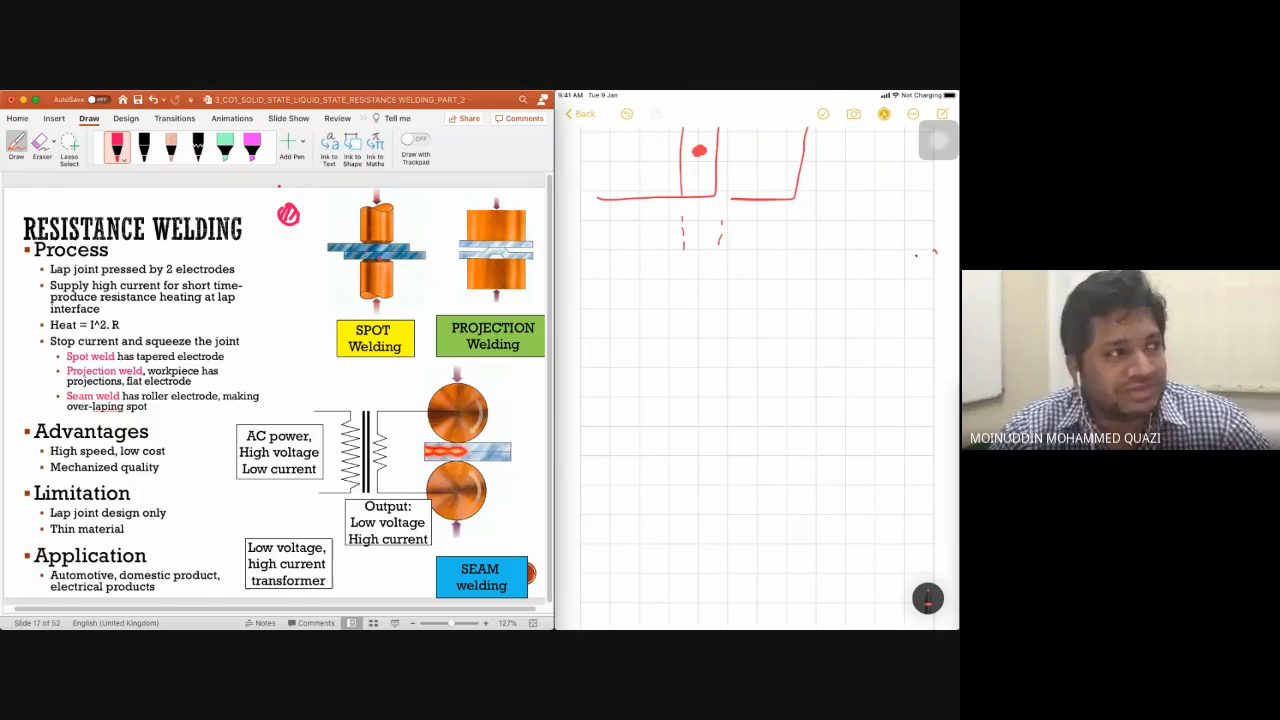 AutoSave OFF 3_CO1_SOLID_STATE_LIQUID_STATE_RESISTANCE WELDING_PART_2
Home Insert Draw Design Transitions Animations Slide Show Review Tell me Share Comments
Draw Eraser Lasso Select Add Pen Ink to Text Ink to Shape Ink to Maths OFF Draw with Trackpad
RESISTANCE WELDING
Process
Lap joint pressed by 2 electrodes
Supply high current for short time-
produce resistance heating at lap
interface
Heat = I^2. R
Stop current and squeeze the joint
Spot weld has tapered electrode
Projection weld, workpiece has
projections, flat electrode
Seam weld has roller electrode, making
over-laping spot
Advantages
High speed, low cost
Mechanized quality
Limitation
Lap joint design only
Thin material
Application
Automotive, domestic product,
electrical products
SPOT
Welding
PROJECTION
Welding
AC power,
High voltage
Low current
Output:
Low voltage
High current
Low voltage,
high current
transformer
SEAM
welding
Slide 17 of 52 English (United Kingdom) Notes Comments 127%
9:41 AM Tue 9 Jan Not Charging
Back
MOINUDDIN MOHAMMED QUAZI